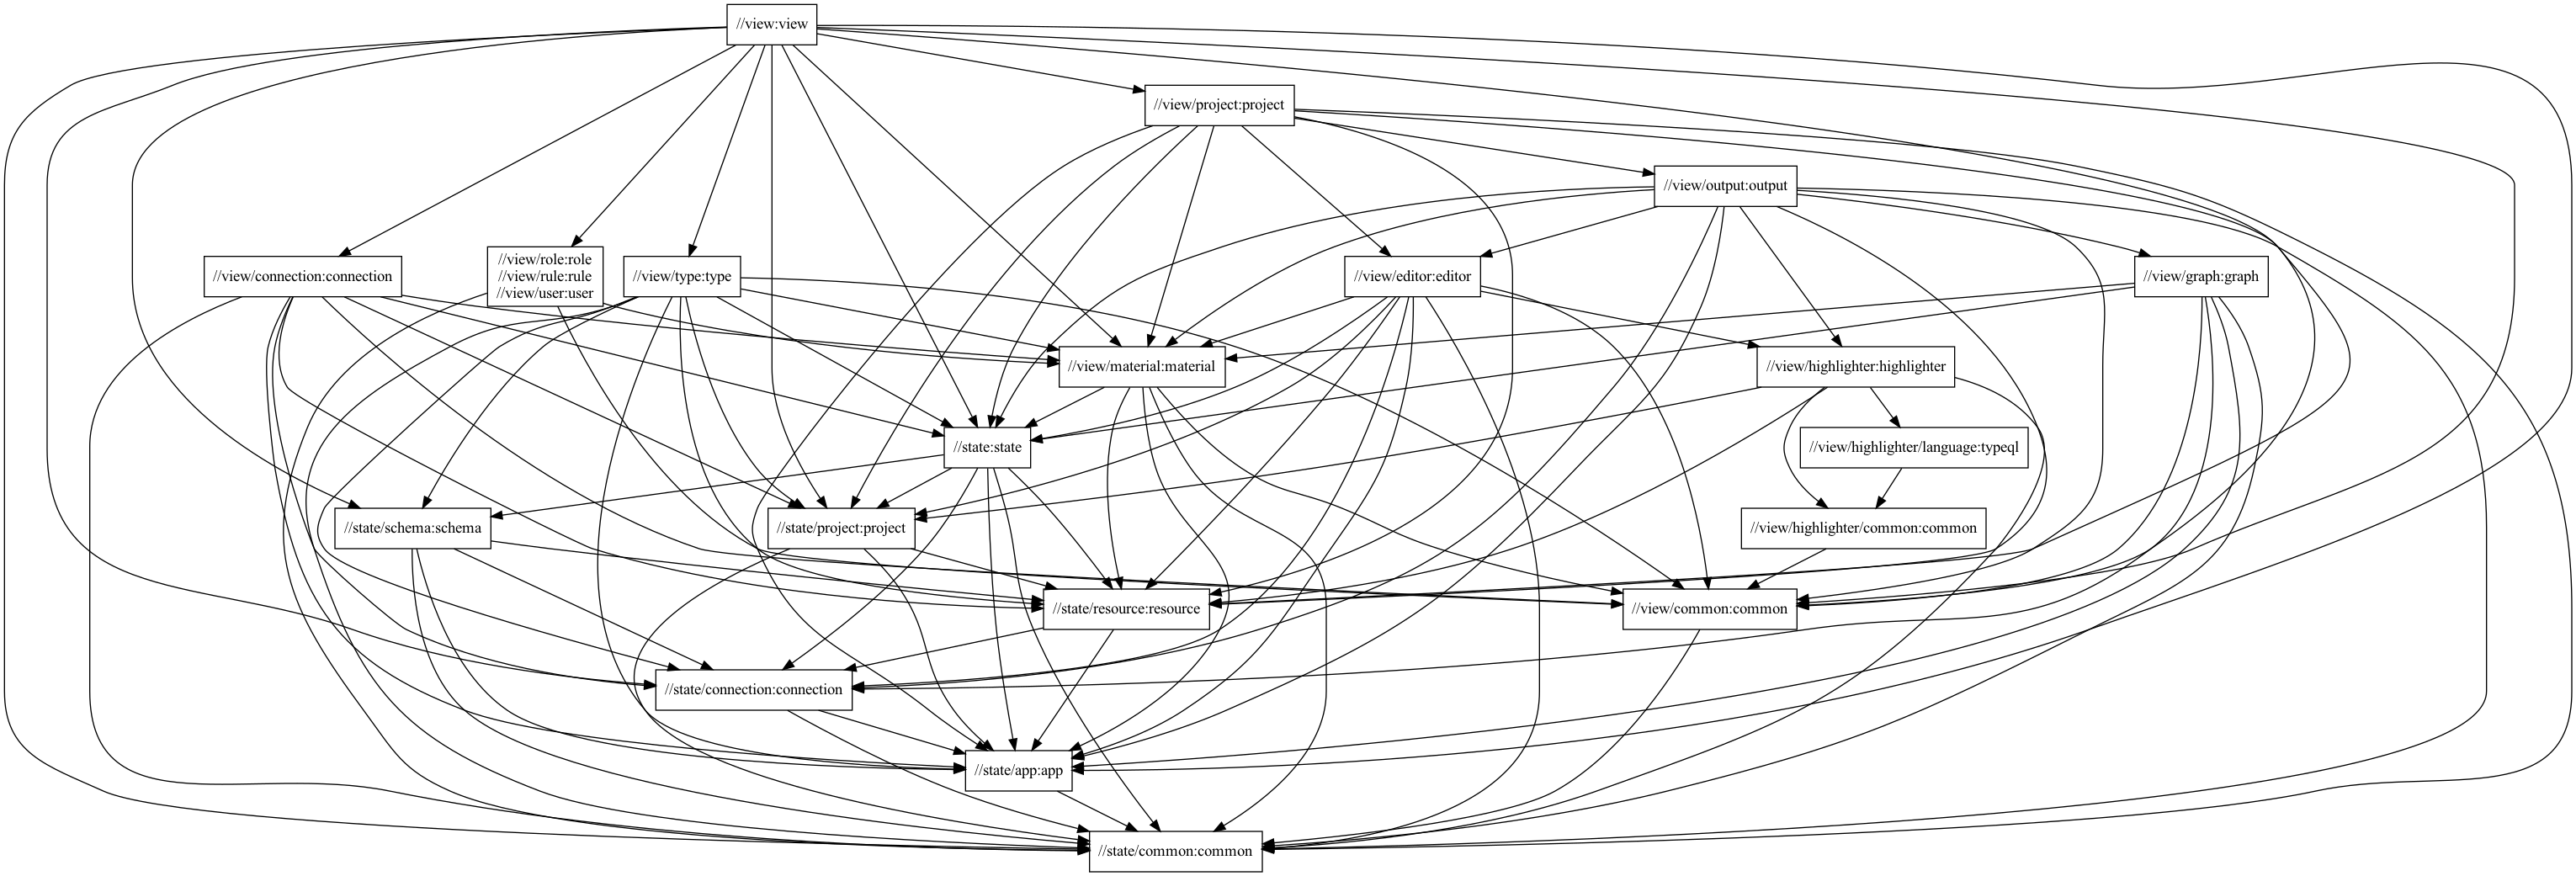 //view:view
//view/project:project
//view/output:output
//view/connection:connection
//view/role:role
//view/rule:rule
//view/user:user
//view/type:type
//view/editor:editor
//view/graph:graph
//view/material:material
//view/highlighter:highlighter
//state:state
//view/highlighter/language:typeql
//state/schema:schema
//state/project:project
//view/highlighter/common:common
//state/resource:resource
//view/common:common
//state/connection:connection
//state/app:app
//state/common:common